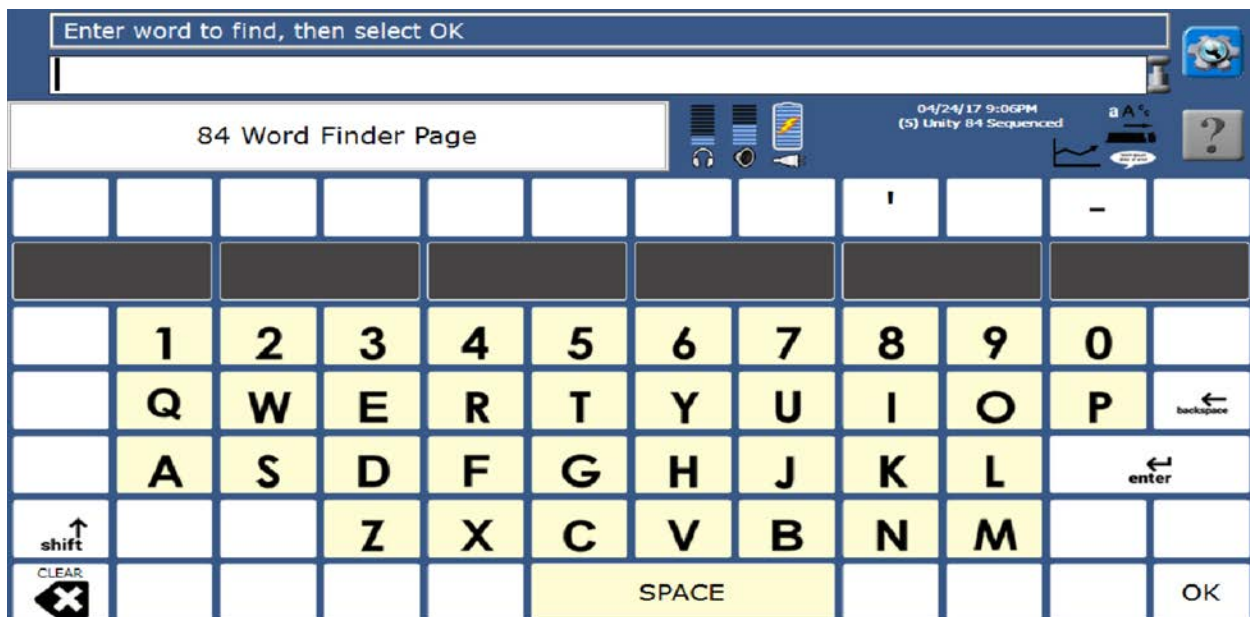 Enter word to find, then select OK
84 Word Finder Page
04/24/17 9:06PM
(5) Unity 84 Sequenced
a A c c
?
' -
1 2 3 4 5 6 7 8 9 0
Q W E R T Y U I O P backspace
A S D F G H J K L enter
shift Z X C V B N M
CLEAR
SPACE OK